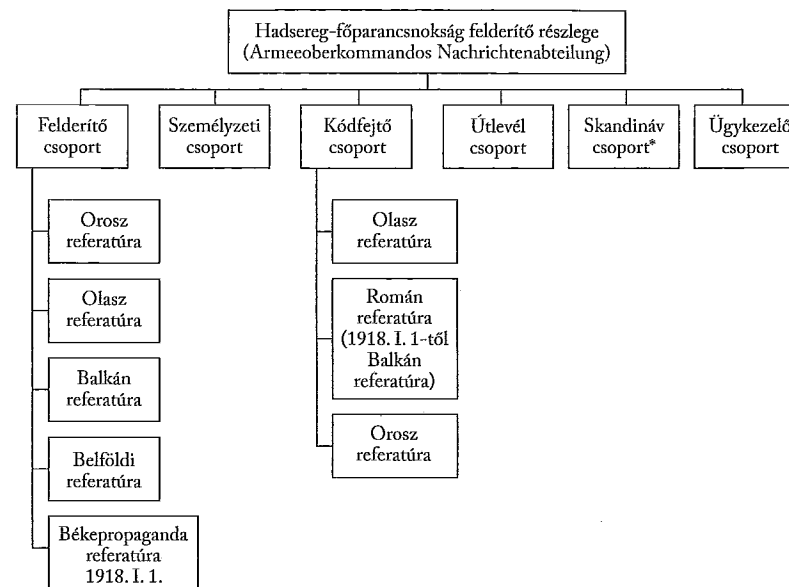 Hadsereg-főparancsnokság felderítő részlege
(Armeeoberkommandos Nachrichtenabteilung)
Felderítő
csoport
Személyzeti
csoport
Kódfejtő
csoport
Útlevél
csoport
Skandináv
csoport*
Ügykezelő
csoport
Orosz
referatúra
Olasz
referatúra
Balkán
referatúra
Belföldi
referatúra
Békepropaganda
referatúra
1918. I. 1.
Olasz
referatúra
Román
referatúra
(1918. I. 1-től
Balkán
referatúra)
Orosz
referatúra